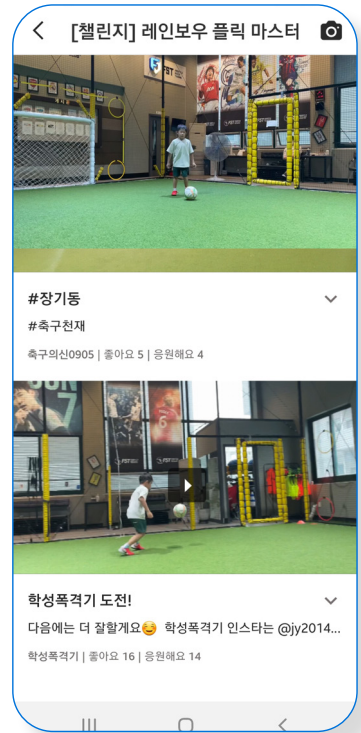 [챌린지] 레인보우 플릭 마스터
#장기동
#축구천재
축구의신0905 | 좋아요 5 | 응원해요 4
7
학성폭격기 도전!
다음에는 더 잘할게요😊 학성폭격기 인스타는 @jy2014...
학성폭격기 | 좋아요 16 | 응원해요 14